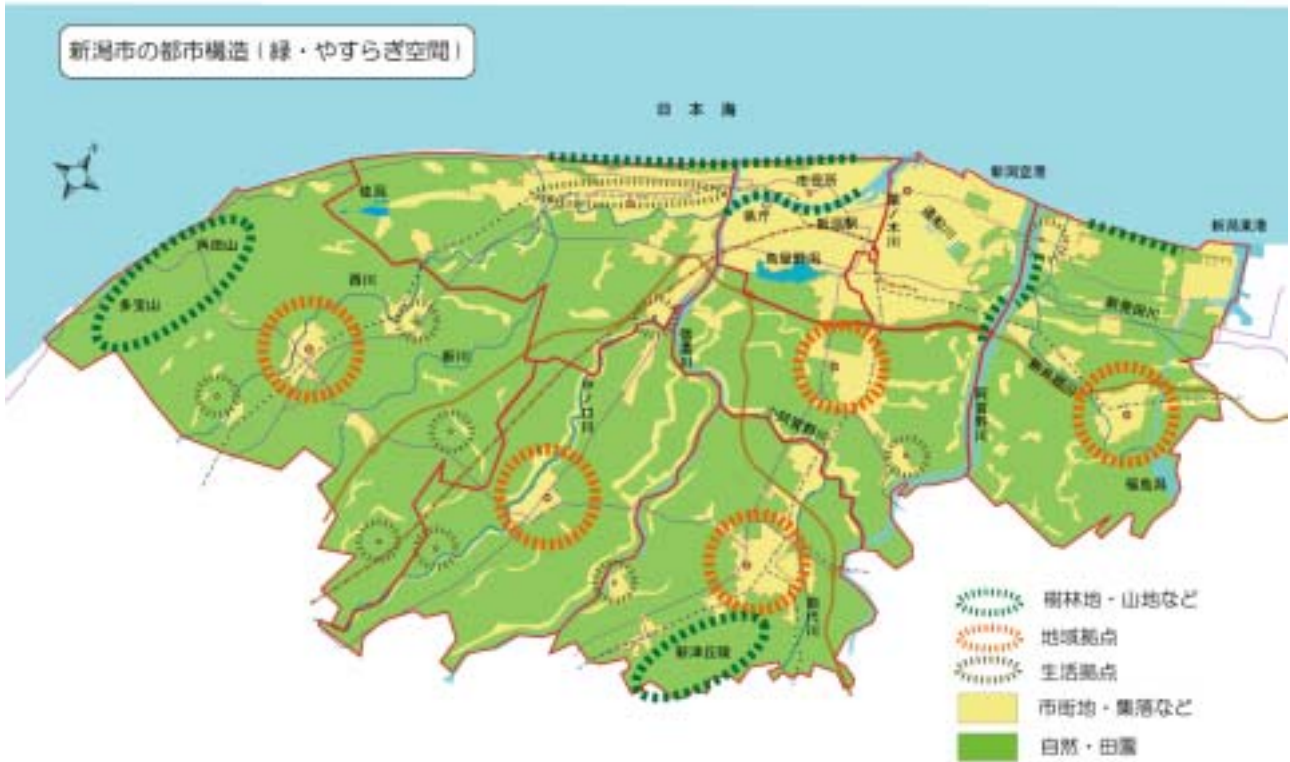 新潟市の都市構造(緑・やすらぎ空間)
日本海
新潟空港
新潟東港
佐潟
市役所
県庁
新潟駅
栗ノ木川
通船川
鳥屋野潟
角田山
多宝山
西川
新川
中ノ口川
信濃川
小阿賀野川
阿賀野川
新発田川
新井郷川
福島潟
能代川
新津丘陵
樹林地・山地など
地域拠点
生活拠点
市街地・集落など
自然・田園